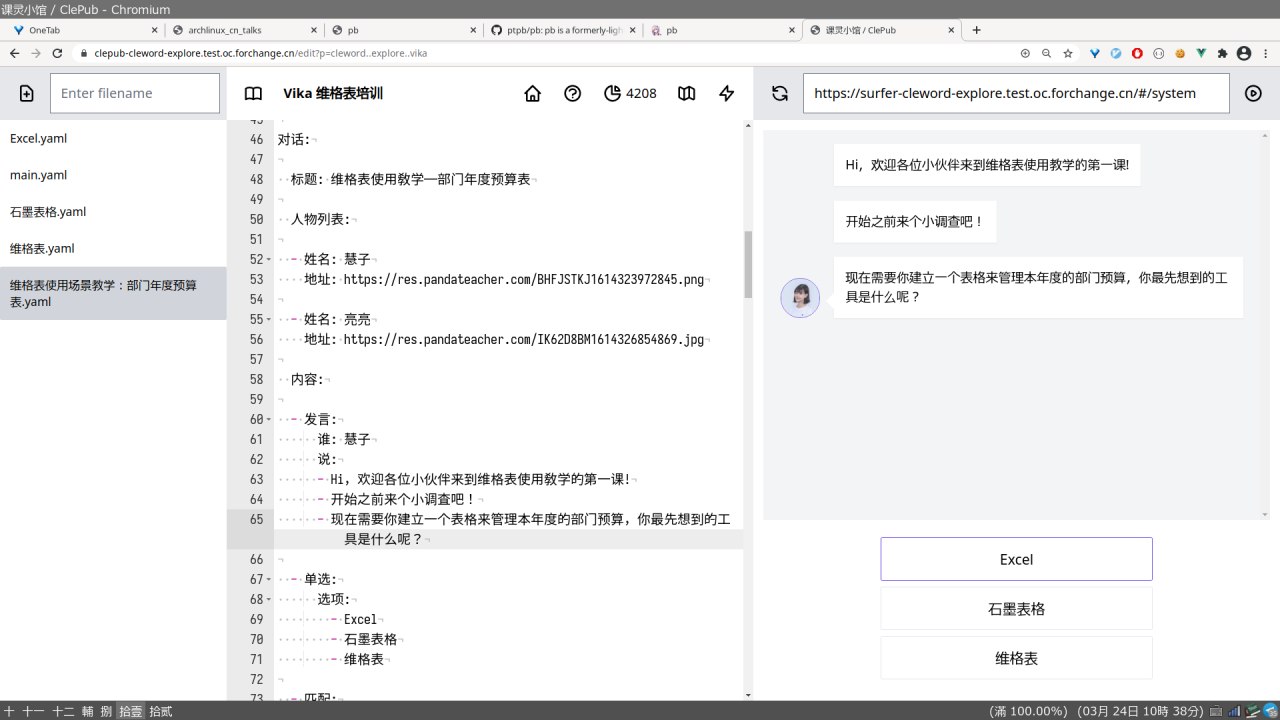 课灵小馆 / ClePub - Chromium
OneTab
archlinux_cn_talks
pb
ptpb/pb: pb is a formerly-ligh
pb
课灵小馆 / ClePub
clepub-cleword-explore.test.oc.forchange.cn/edit?p=cleword..explore..vika
Enter filename
Vika 维格表培训
4208
https://surfer-cleword-explore.test.oc.forchange.cn/#/system
Excel.yaml
main.yaml
石墨表格.yaml
维格表.yaml
维格表使用场景教学：部门年度预算
表.yaml
45
46 对话:
47
48 标题: 维格表使用教学—部门年度预算表
49
50 人物列表:
51
52 - 姓名: 慧子
53 地址: https://res.pandateacher.com/BHFJSTKJ1614323972845.png
54
55 - 姓名: 亮亮
56 地址: https://res.pandateacher.com/IK62D8BM1614326854869.jpg
57
58 内容:
59
60 - 发言:
61 谁: 慧子
62 说:
63 - Hi，欢迎各位小伙伴来到维格表使用教学的第一课!
64 - 开始之前来个小调查吧！
65 - 现在需要你建立一个表格来管理本年度的部门预算，你最先想到的工
具是什么呢？
66
67 - 单选:
68 选项:
69 - Excel
70 - 石墨表格
71 - 维格表
72
73 - 匹配:
Hi，欢迎各位小伙伴来到维格表使用教学的第一课!
开始之前来个小调查吧！
现在需要你建立一个表格来管理本年度的部门预算，你最先想到的工
具是什么呢？
Excel
石墨表格
维格表
十 十一 十二 輔 捌 拾壹 拾贰
(滿 100.00%) (03月 24日 10時 38分)